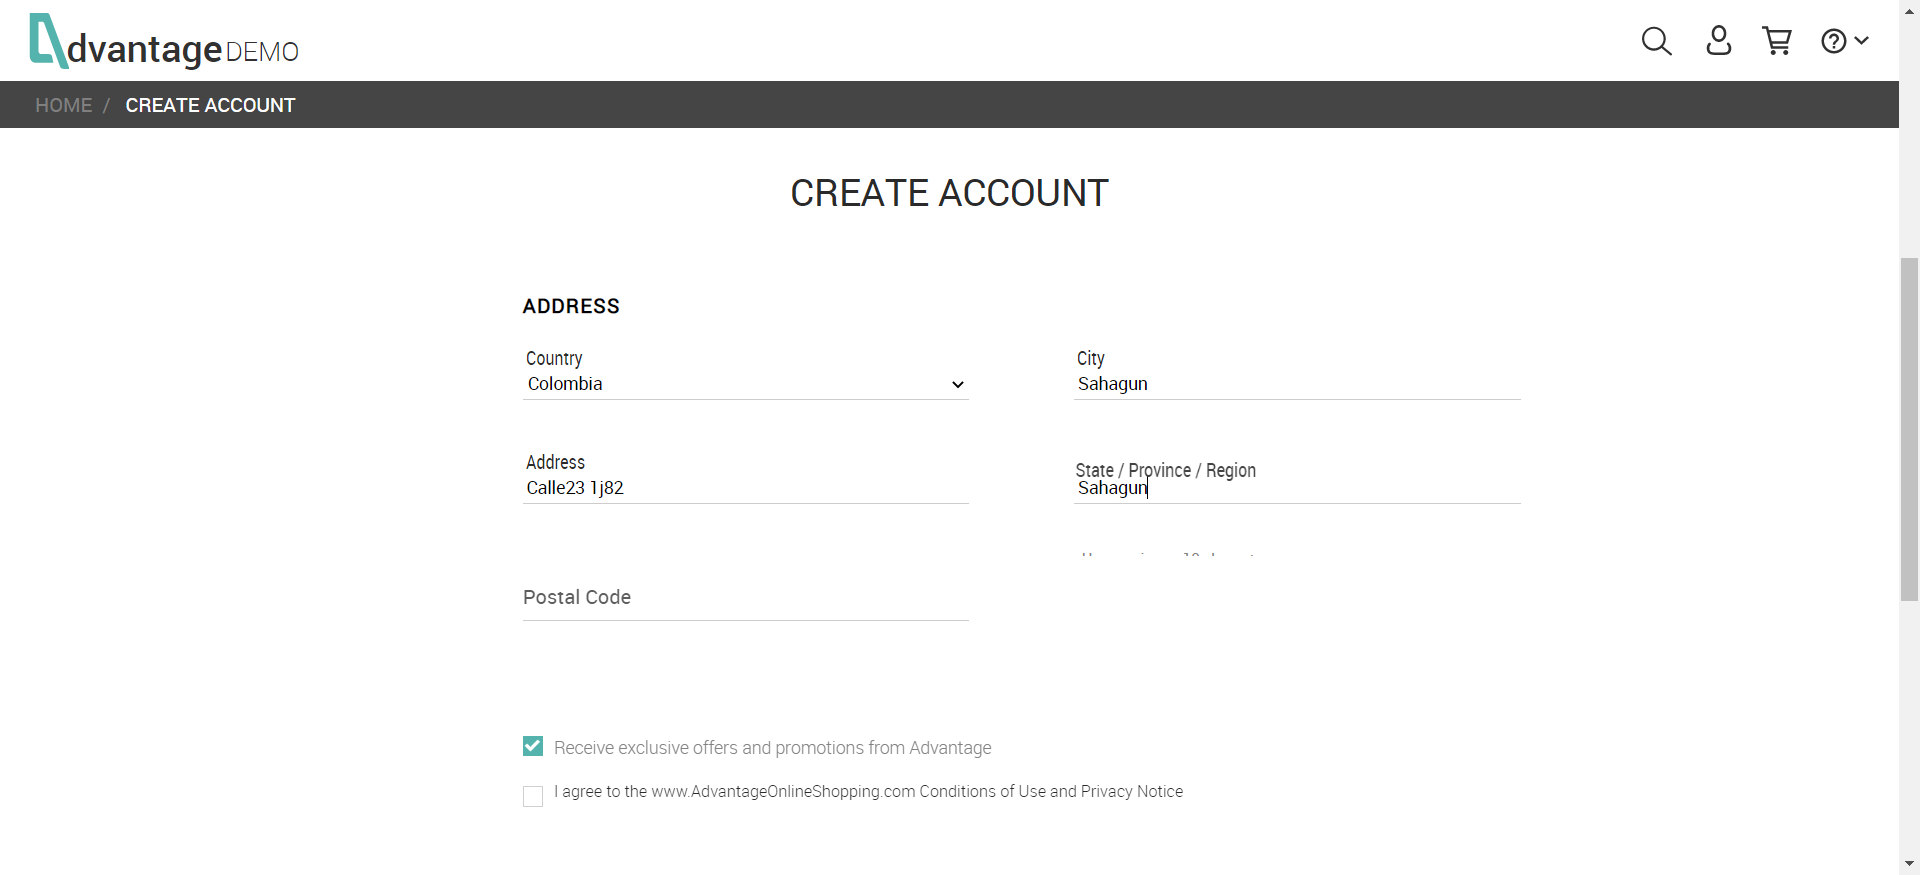 dvantage DEMO
HOME / CREATE ACCOUNT
CREATE ACCOUNT
ADDRESS
Country
Colombia
City
Sahagun
Address
Calle23 1j82
State / Province / Region
Sahagun
Postal Code
Receive exclusive offers and promotions from Advantage
I agree to the www.AdvantageOnlineShopping.com Conditions of Use and Privacy Notice